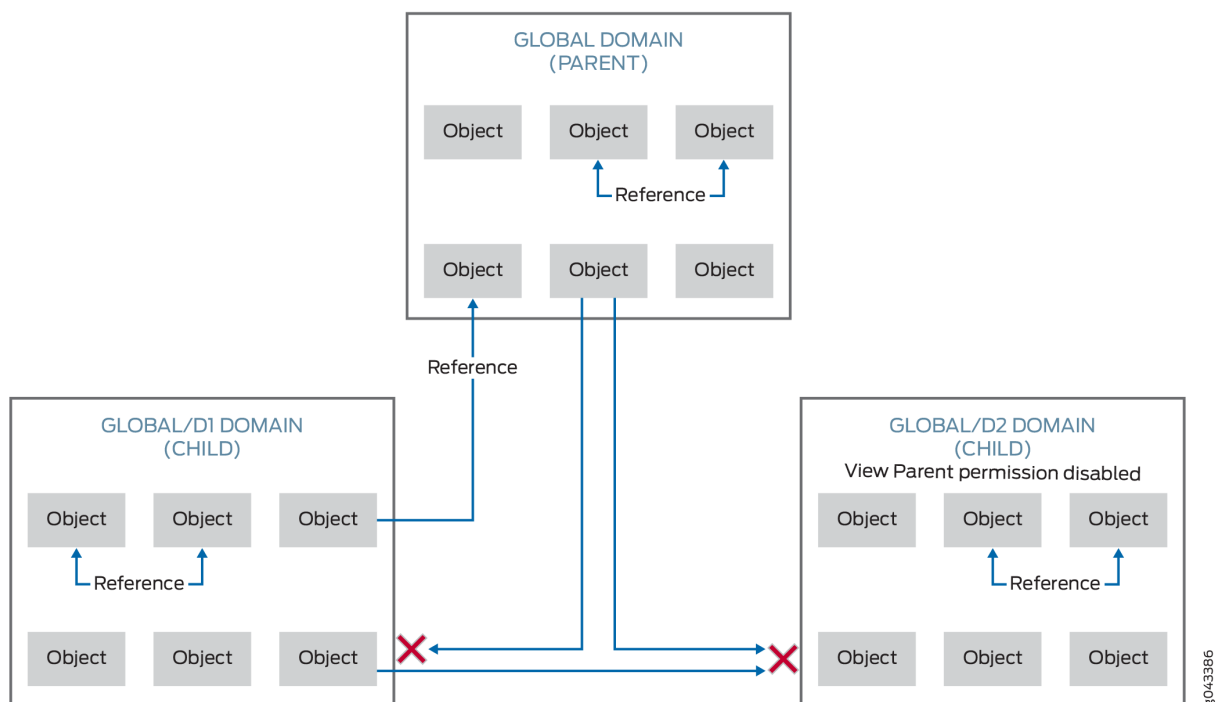 GLOBAL DOMAIN
(PARENT)
Object Object Object
Reference
Object Object Object
Reference
GLOBAL/D1 DOMAIN
(CHILD)
Object Object Object
Reference
Object Object Object
GLOBAL/D2 DOMAIN
(CHILD)
View Parent permission disabled
Object Object Object
Reference
Object Object Object
g043386